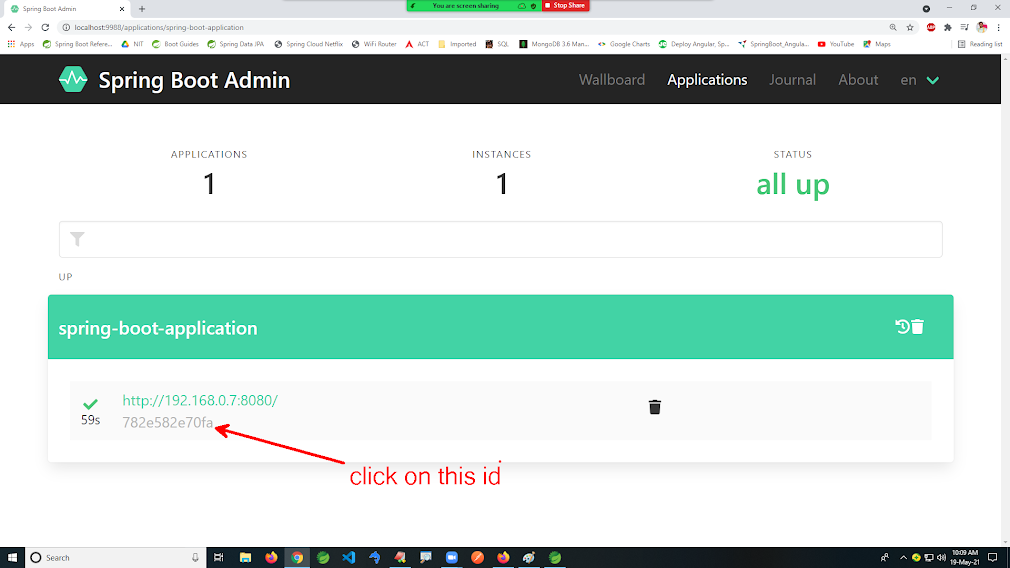 Spring Boot Admin
You are screen sharing
Stop Share
localhost:9988/applications/spring-boot-application
Apps
Spring Boot Refere...
NIT
Boot Guides
Spring Data JPA
Spring Cloud Netflix
WiFi Router
ACT
Imported
SQL
MongoDB 3.6 Man...
Google Charts
Deploy Angular, Sp...
SpringBoot_Angula...
YouTube
Maps
Reading list
Spring Boot Admin
Wallboard
Applications
Journal
About
en
APPLICATIONS
1
INSTANCES
1
STATUS
all up
UP
spring-boot-application
59s
http://192.168.0.7:8080/
782e582e70fa
click on this id
Search
10:09 AM
19-May-21